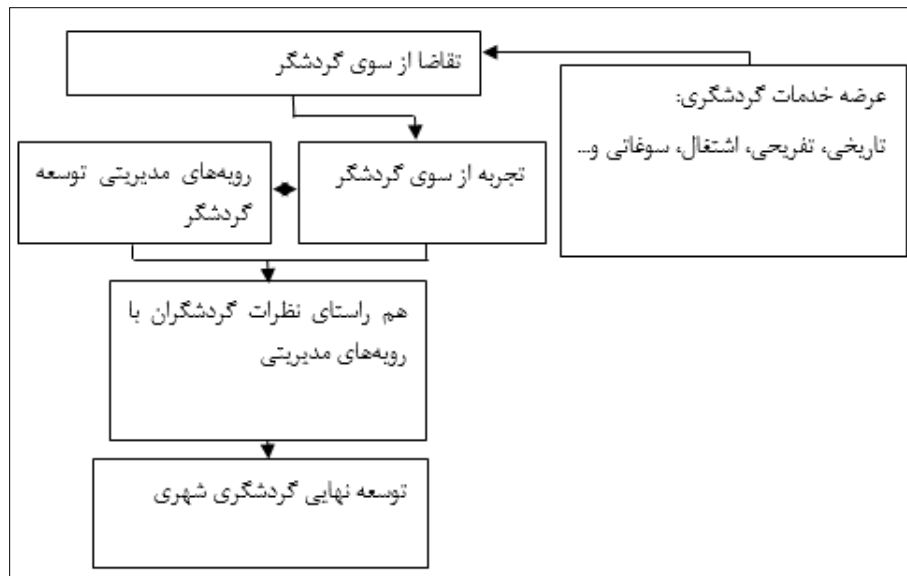 تقاضا از سوی گردشگر
عرضه خدمات گردشگری:
تاریخی، تفریحی، اشتغال، سوغاتی و...
تجربه از سوی گردشگر
رویه‌های مدیریتی توسعه
گردشگر
هم راستای نظرات گردشگران با
رویه‌های مدیریتی
توسعه نهایی گردشگری شهری